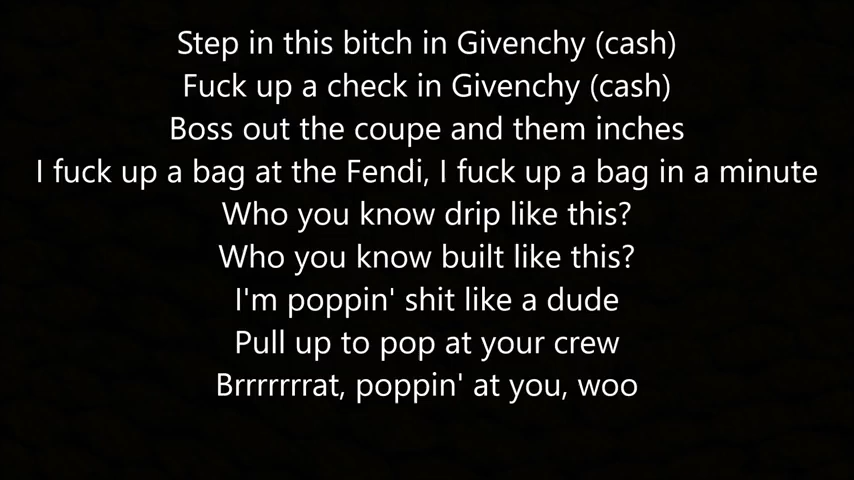 Step in this bitch in Givenchy (cash)
Fuck up a check in Givenchy (cash)
Boss out the coupe and them inches
I fuck up a bag at the Fendi, I fuck up a bag in a minute
Who you know drip like this?
Who you know built like this?
I'm poppin' shit like a dude
Pull up to pop at your crew
Brrrrrrrat, poppin' at you, woo